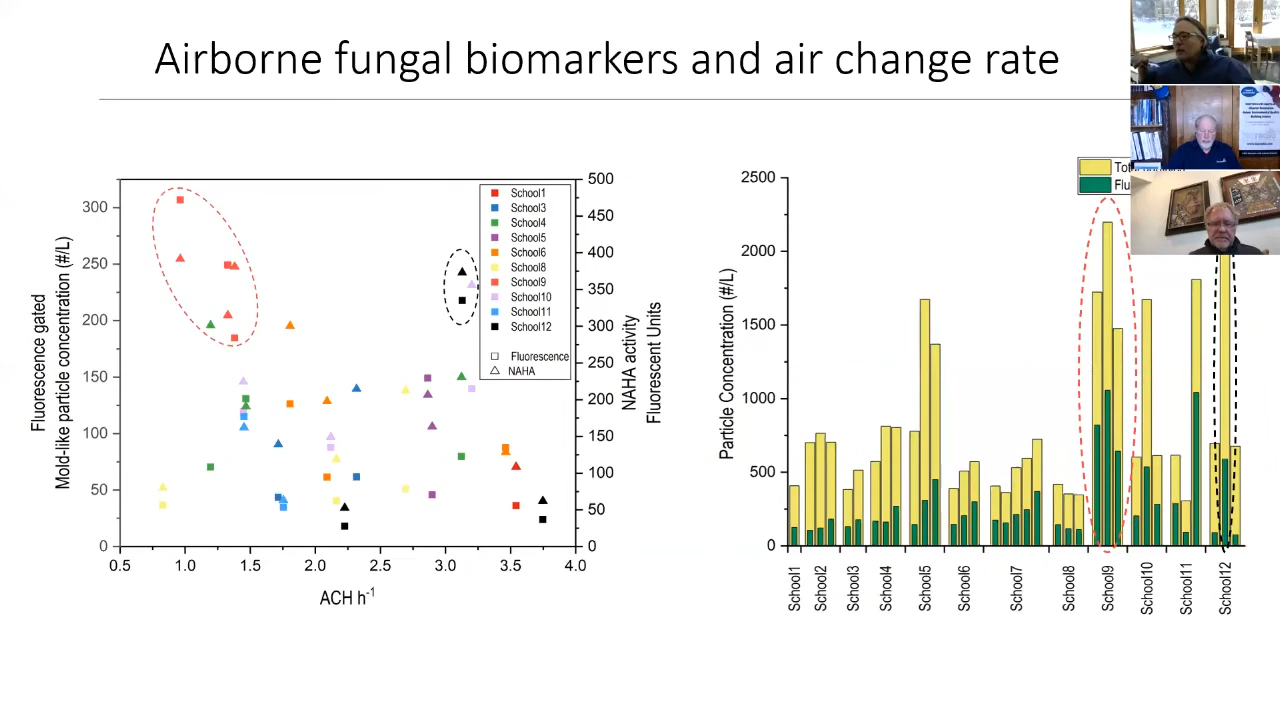 Airborne fungal biomarkers and air change rate
Fluorescence gated
Mold-like particle concentration (#/L)
300
250
200
150
100
50
0
0.5 1.0 1.5 2.0 2.5 3.0 3.5 4.0
ACH h-1
500
450
400
350
300
250
200
150
100
50
0
NAHA activity
Fluorescent Units
School1
School3
School4
School5
School6
School8
School9
School10
School11
School12
Fluorescence
NAHA
Particle Concentration (#/L)
2500
2000
1500
1000
500
0
School1 School2 School3 School4 School5 School6 School7 School8 School9 School10 School11 School12